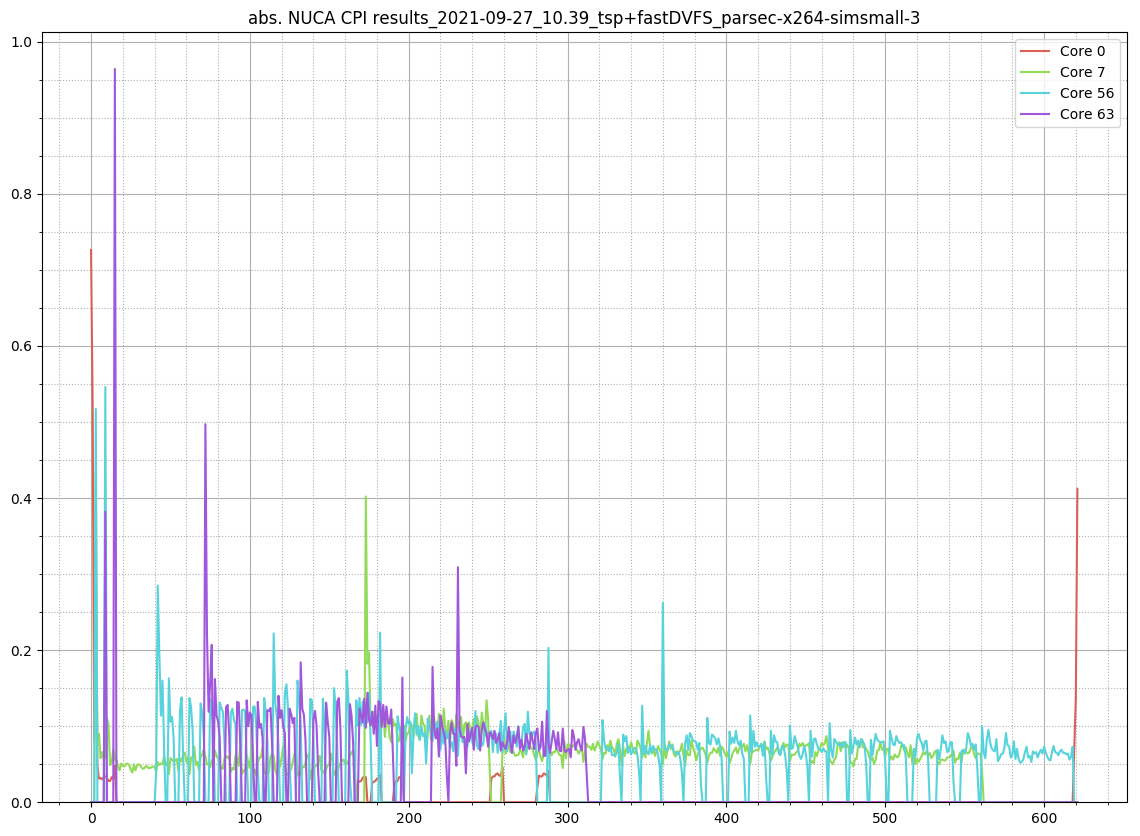 abs. NUCA CPI results_2021-09-27_10.39_tsp+fastDVFS_parsec-x264-simsmall-3
Core 0
Core 7
Core 56
Core 63
1.0
0.8
0.6
0.4
0.2
0.0
0 100 200 300 400 500 600